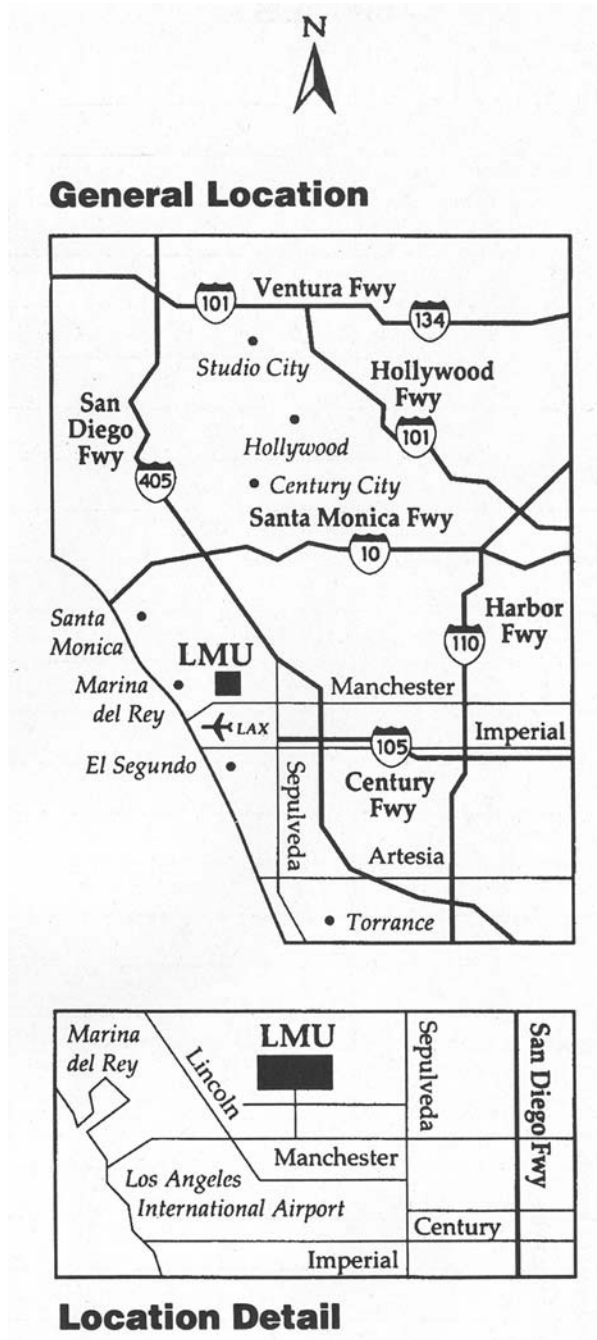 N
General Location
101
Ventura Fwy
134
Studio City
Hollywood
Fwy
San
Diego
Fwy
101
Hollywood
405
Century City
Santa Monica Fwy
10
Santa
Monica
Harbor
Fwy
110
LMU
Marina
del Rey
Manchester
LAX
Imperial
105
El Segundo
Century
Fwy
Sepulveda
Artesia
Torrance
Marina
del Rey
LMU
Lincoln
Sepulveda
San Diego Fwy
Manchester
Los Angeles
International Airport
Century
Imperial
Location Detail